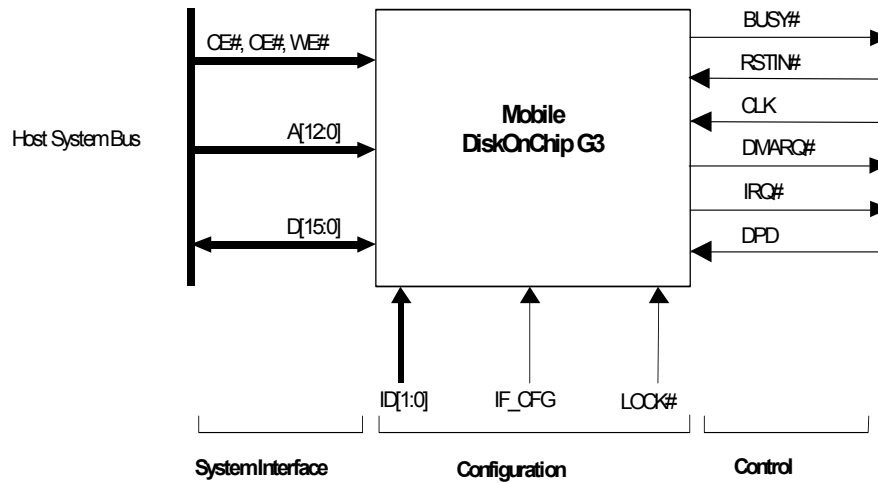 CE#, OE#, WE#
Host System Bus
A[12:0]
D[15:0]
Mobile
DiskOnChip G3
BUSY#
RSTIN#
CLK
DMARQ#
IRQ#
DPD
ID[1:0]
IF_CFG
LOCK#
System Interface
Configuration
Control